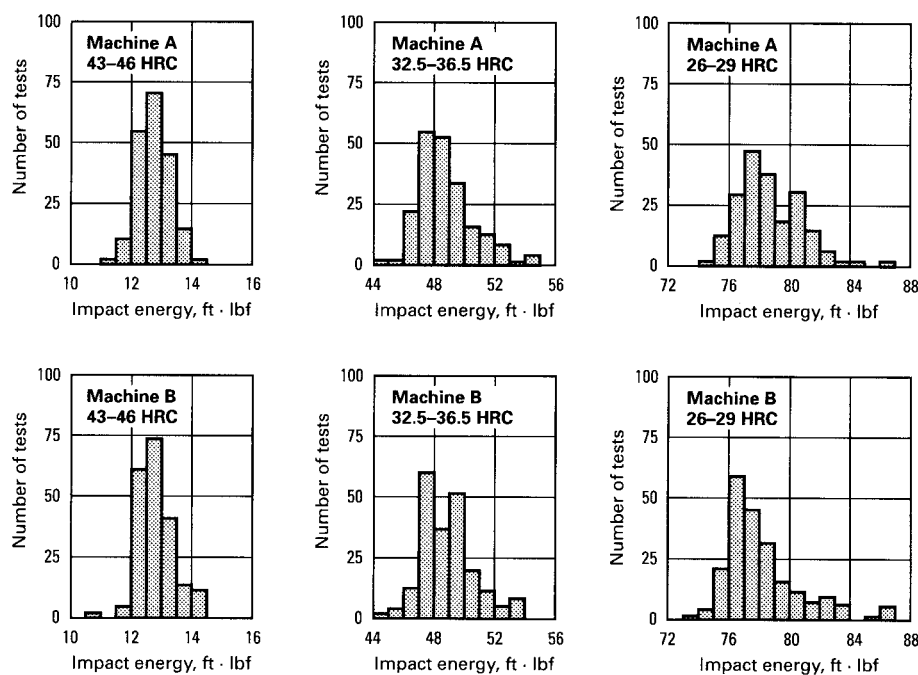 100
75
50
25
0
Number of tests
Machine A
43–46 HRC
10 12 14 16
Impact energy, ft · lbf
100
75
50
25
0
Number of tests
Machine A
32.5–36.5 HRC
44 48 52 56
Impact energy, ft · lbf
100
75
50
25
0
Number of tests
Machine A
26–29 HRC
72 76 80 84 88
Impact energy, ft · lbf
100
75
50
25
0
Number of tests
Machine B
43–46 HRC
10 12 14 16
Impact energy, ft · lbf
100
75
50
25
0
Number of tests
Machine B
32.5–36.5 HRC
44 48 52 56
Impact energy, ft · lbf
100
75
50
25
0
Number of tests
Machine B
26–29 HRC
72 76 80 84 88
Impact energy, ft · lbf